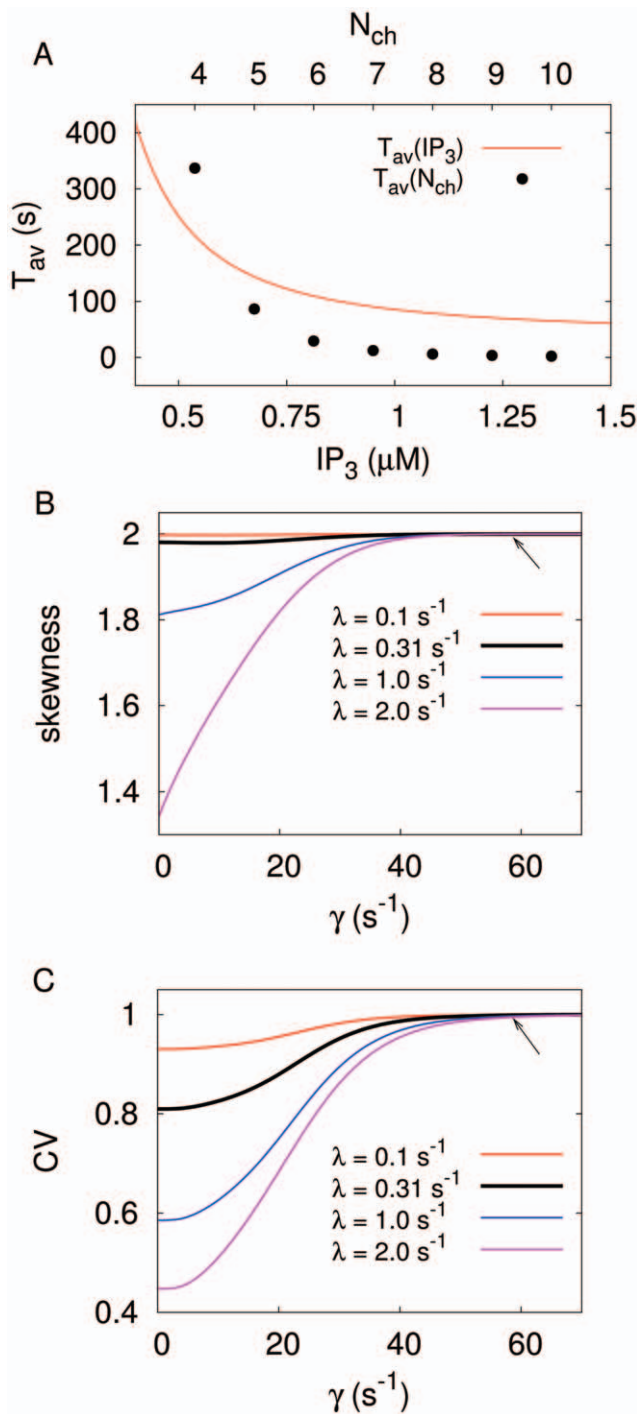 A
N_ch
4 5 6 7 8 9 10
400
300
200
100
0
T_av (s)
T_av(IP_3)
T_av(N_ch)
0.5 0.75 1 1.25 1.5
IP_3 (μM)
B
2
1.8
1.6
1.4
skewness
λ = 0.1 s^-1
λ = 0.31 s^-1
λ = 1.0 s^-1
λ = 2.0 s^-1
0 20 40 60
γ (s^-1)
C
1
0.8
0.6
0.4
CV
λ = 0.1 s^-1
λ = 0.31 s^-1
λ = 1.0 s^-1
λ = 2.0 s^-1
0 20 40 60
γ (s^-1)